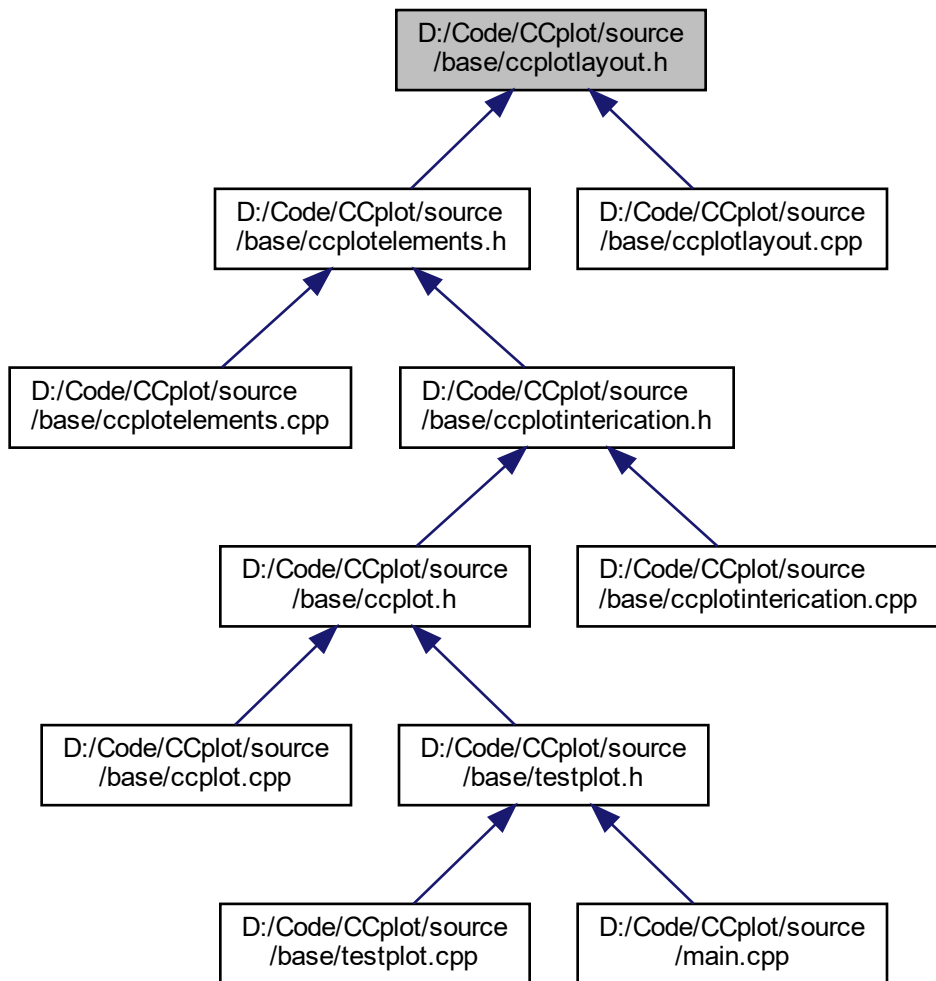 D:/Code/CCplot/source
/base/ccplotlayout.h
D:/Code/CCplot/source
/base/ccplotelements.h
D:/Code/CCplot/source
/base/ccplotlayout.cpp
D:/Code/CCplot/source
/base/ccplotelements.cpp
D:/Code/CCplot/source
/base/ccplotinterication.h
D:/Code/CCplot/source
/base/ccplot.h
D:/Code/CCplot/source
/base/ccplotinterication.cpp
D:/Code/CCplot/source
/base/ccplot.cpp
D:/Code/CCplot/source
/base/testplot.h
D:/Code/CCplot/source
/base/testplot.cpp
D:/Code/CCplot/source
/main.cpp